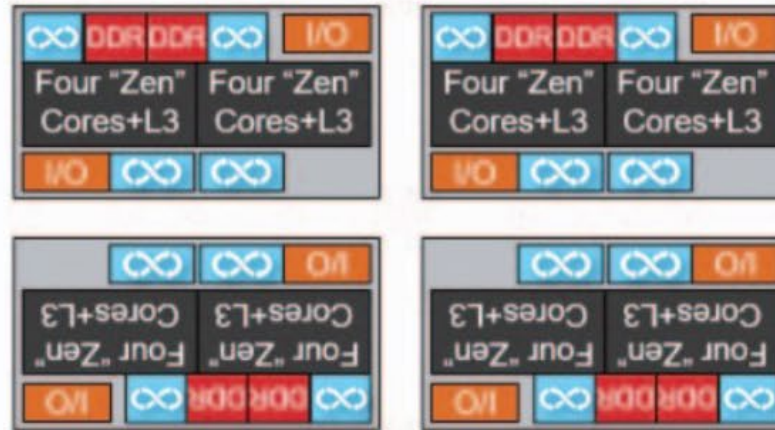 DDR DDR I/O
Four "Zen" Four "Zen"
Cores+L3 Cores+L3
I/O
DDR DDR I/O
Four "Zen" Four "Zen"
Cores+L3 Cores+L3
I/O
I/O
Four "Zen" Four "Zen"
Cores+L3 Cores+L3
I/O DDR DDR
I/O
Four "Zen" Four "Zen"
Cores+L3 Cores+L3
I/O DDR DDR